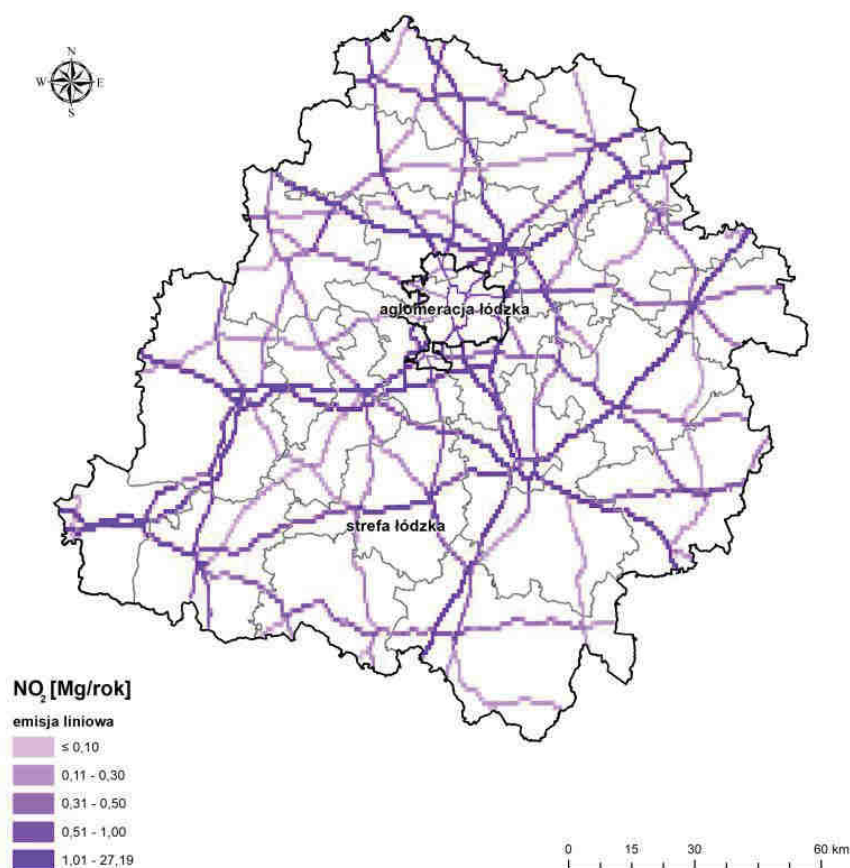 N
W E
S
aglomeracja łódzka
strefa łódzka
NO₂ [Mg/rok]
emisja liniowa
≤ 0,10
0,11 - 0,30
0,31 - 0,50
0,51 - 1,00
1,01 - 27,19
0 15 30 60 km